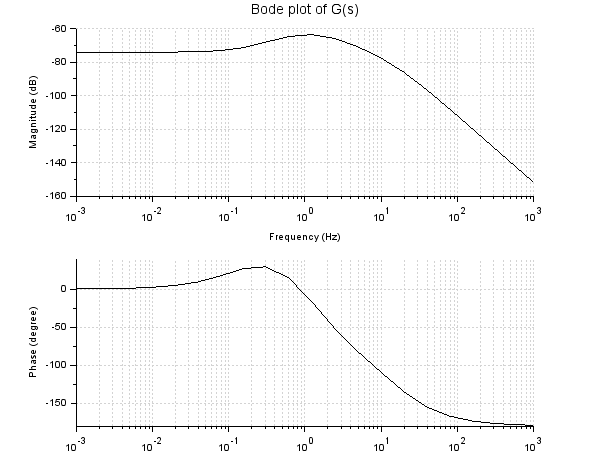 Bode plot of G(s)
-60
-80
-100
-120
-140
-160
Magnitude (dB)
10^-3 10^-2 10^-1 10^0 10^1 10^2 10^3
Frequency (Hz)
0
-50
-100
-150
Phase (degree)
10^-3 10^-2 10^-1 10^0 10^1 10^2 10^3